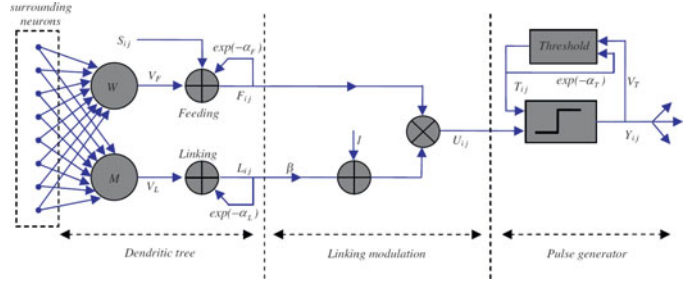 surrounding
neurons
S_ij
exp(-α_F)
W
V_F
F_ij
Feeding
Linking
M
V_L
L_ij
exp(-α_L)
β
I
U_ij
Threshold
T_ij
exp(-α_T)
V_T
Y_ij
Dendritic tree
Linking modulation
Pulse generator